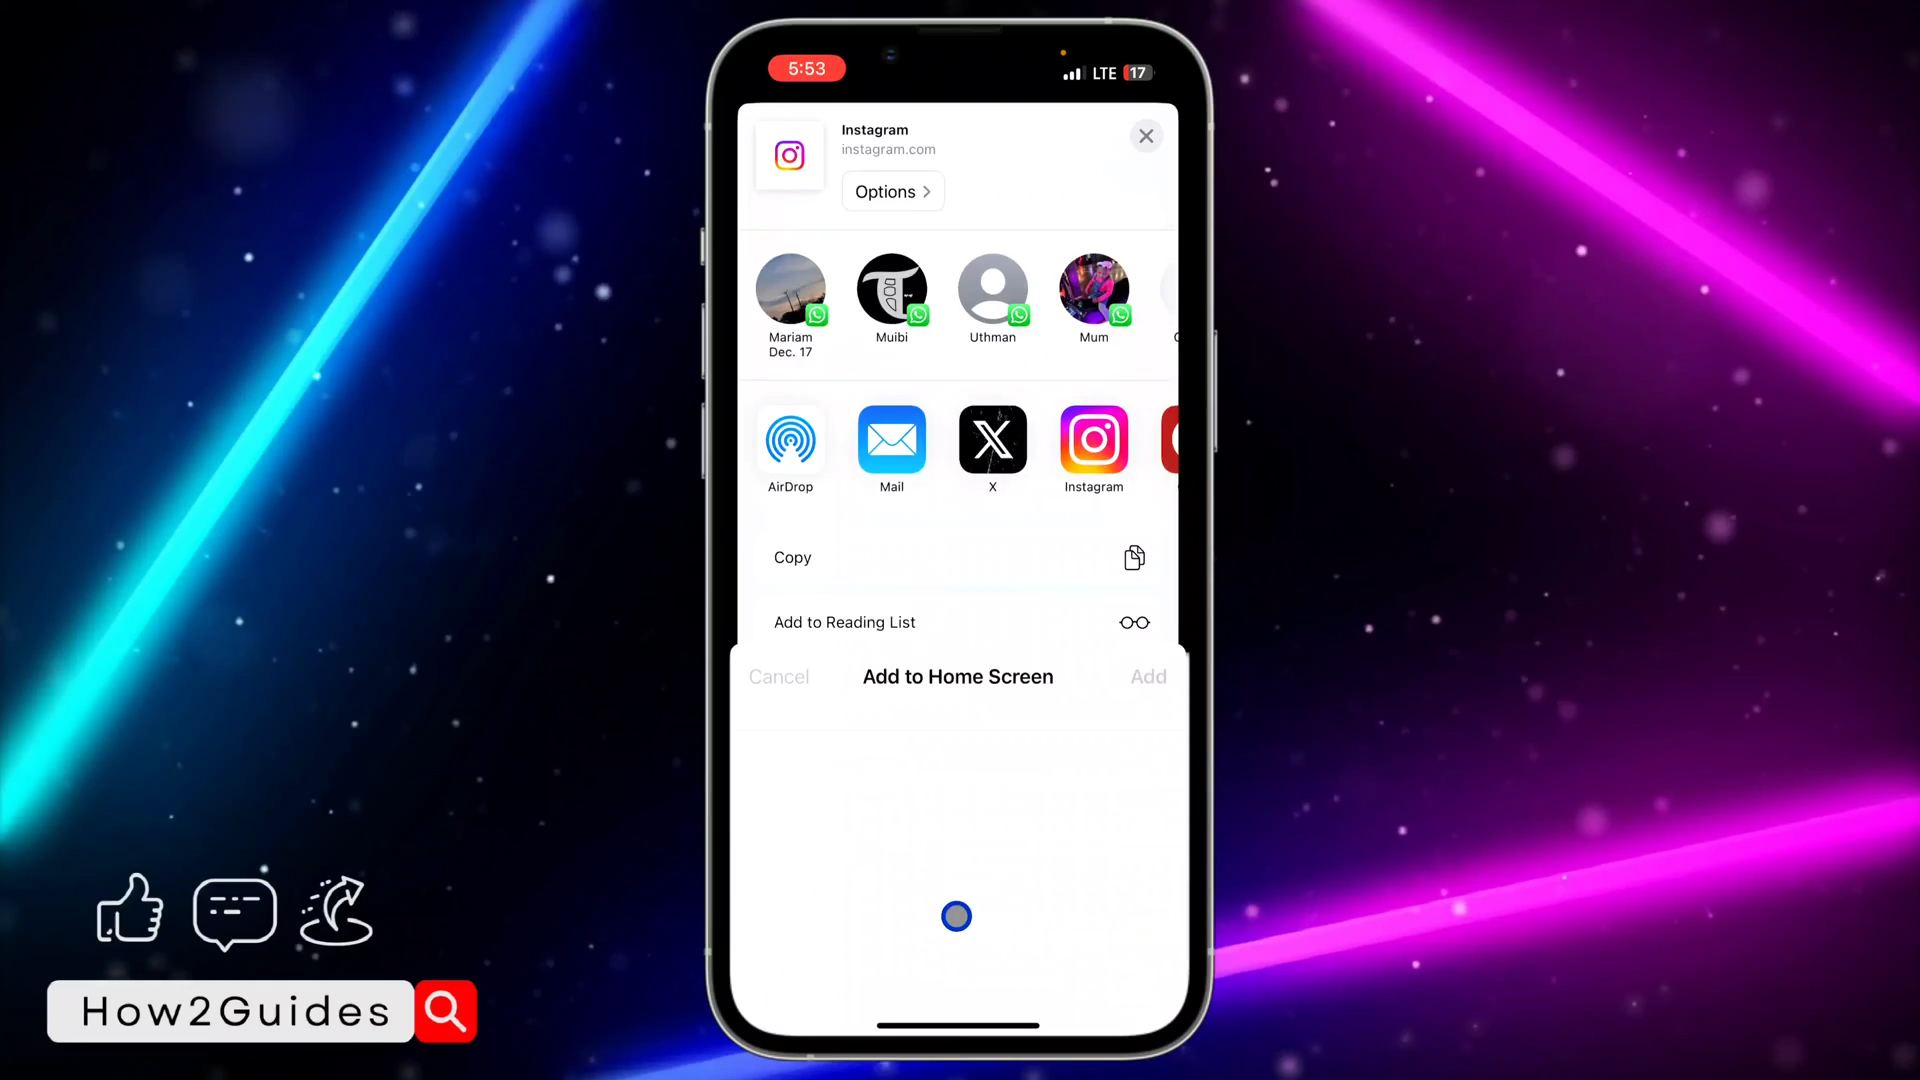 5:53
LTE 17
Instagram
instagram.com
Options
Mariam
Dec. 17
Muibi
Uthman
Mum
AirDrop
Mail
X
Instagram
Copy
Add to Reading List
Cancel
Add to Home Screen
Add
How2Guides